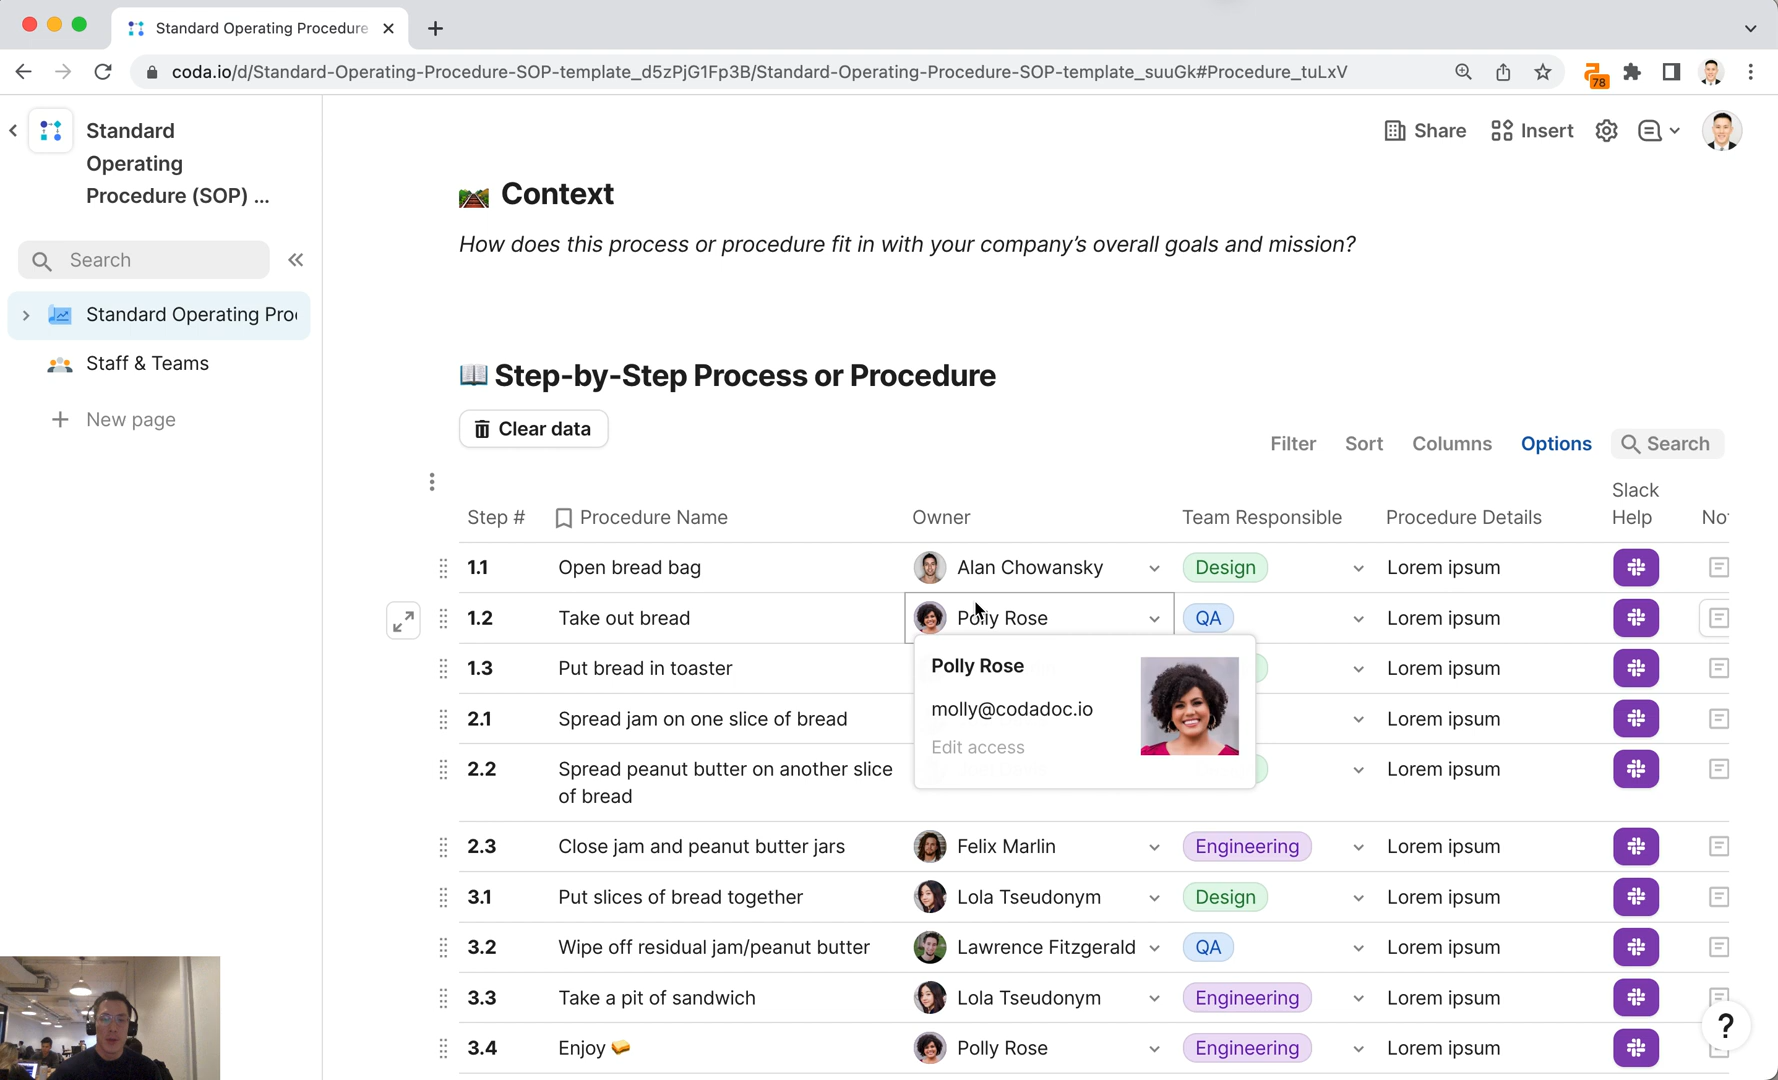 Standard Operating Procedure
coda.io/d/Standard-Operating-Procedure-SOP-template_d5zPjG1Fp3B/Standard-Operating-Procedure-SOP-template_suuGk#Procedure_tuLxV
78
Standard
Operating
Procedure (SOP) ...
Share
Insert
Search
Standard Operating Pro
Staff & Teams
New page
Context
How does this process or procedure fit in with your company's overall goals and mission?
📖 Step-by-Step Process or Procedure
Clear data
Filter Sort Columns Options Search
Step # Procedure Name Owner Team Responsible Procedure Details Slack Help No
1.1 Open bread bag Alan Chowansky Design Lorem ipsum
1.2 Take out bread Polly Rose QA Lorem ipsum
1.3 Put bread in toaster Lorem ipsum
2.1 Spread jam on one slice of bread Lorem ipsum
2.2 Spread peanut butter on another slice of bread Lorem ipsum
Polly Rose
molly@codadoc.io
Edit access
2.3 Close jam and peanut butter jars Felix Marlin Engineering Lorem ipsum
3.1 Put slices of bread together Lola Tseudonym Design Lorem ipsum
3.2 Wipe off residual jam/peanut butter Lawrence Fitzgerald QA Lorem ipsum
3.3 Take a pit of sandwich Lola Tseudonym Engineering Lorem ipsum
3.4 Enjoy 🥪 Polly Rose Engineering Lorem ipsum
?